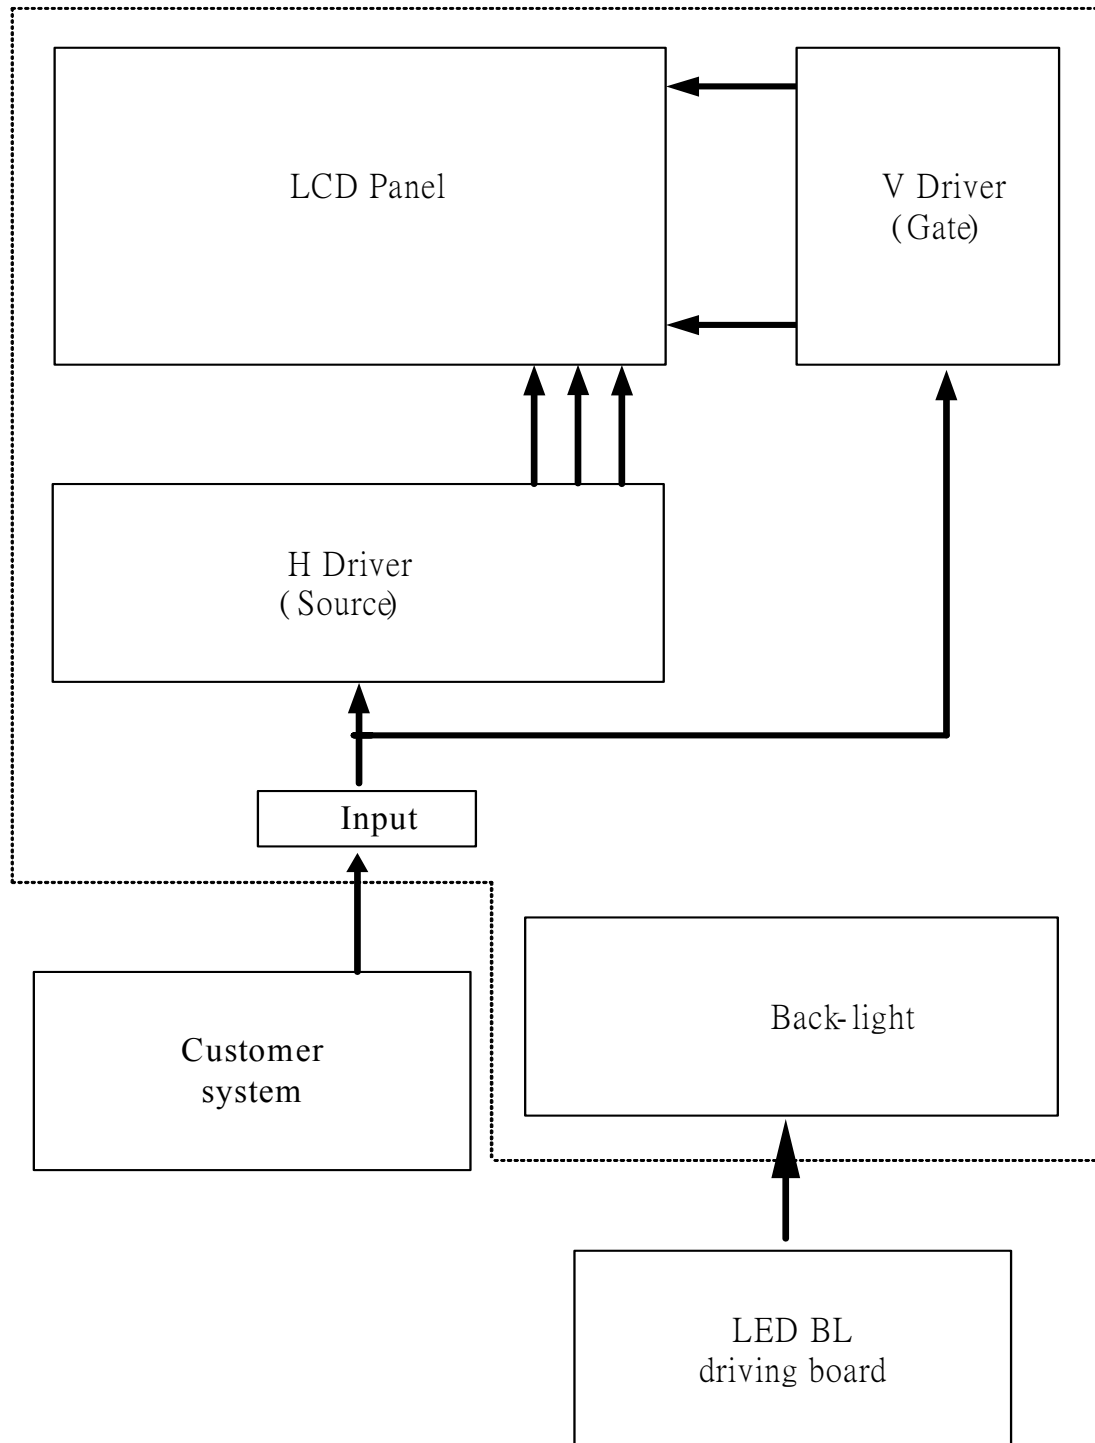 LCD Panel
V Driver
(Gate)
H Driver
(Source)
Input
Back-light
Customer
system
LED BL
driving board